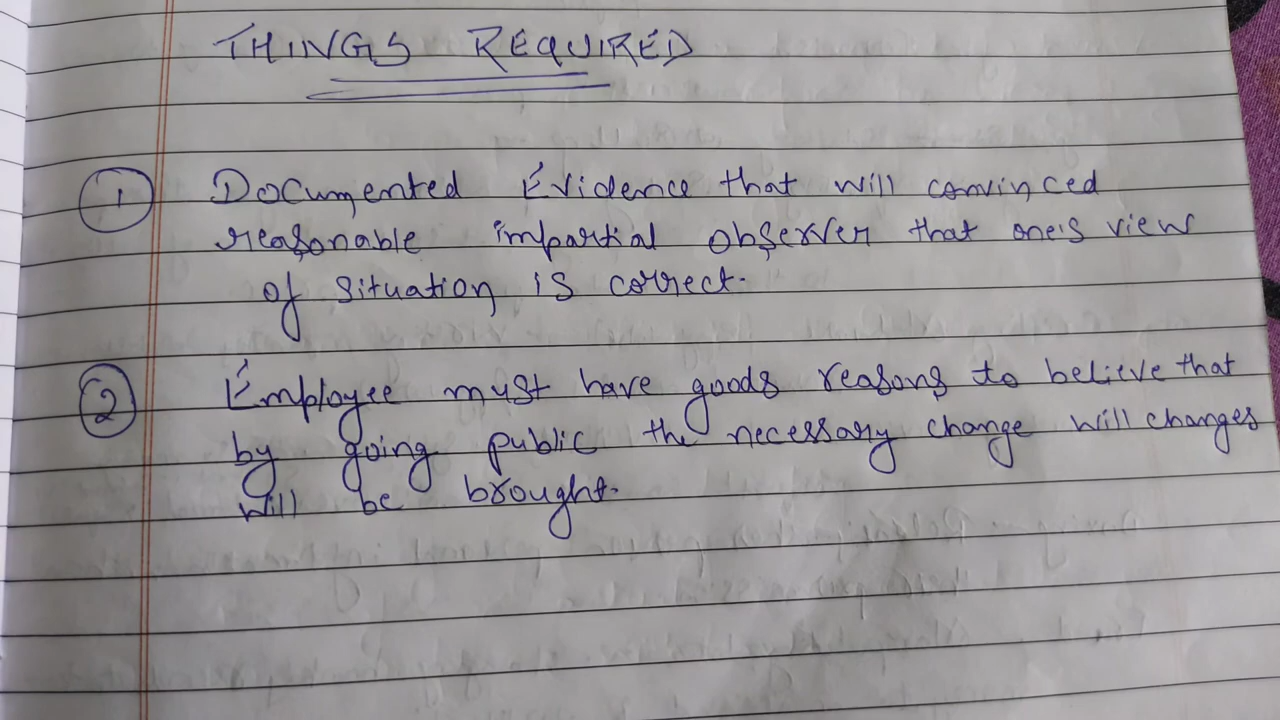 THINGS REQUIRED
1 Documented Evidence that will convinced
reasonable impartial observer that one's view
of situation is correct.
2 Employee must have goods reasons to believe that
by going public the necessary change will changes
will be brought.